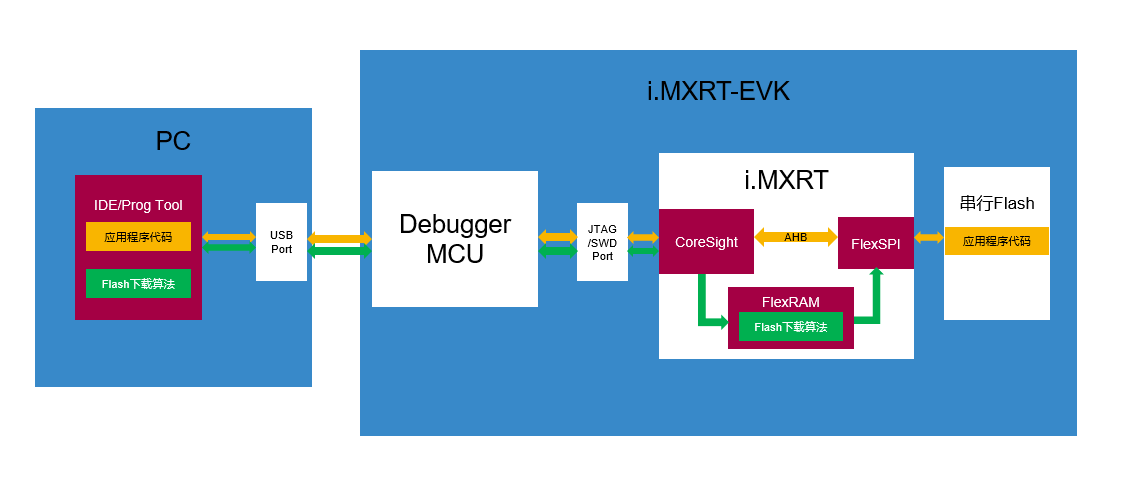 i.MXRT-EVK
PC
IDE/Prog Tool
应用程序代码
Flash下载算法
USB
Port
Debugger
MCU
JTAG
/SWD
Port
i.MXRT
CoreSight
AHB
FlexSPI
FlexRAM
Flash下载算法
串行Flash
应用程序代码